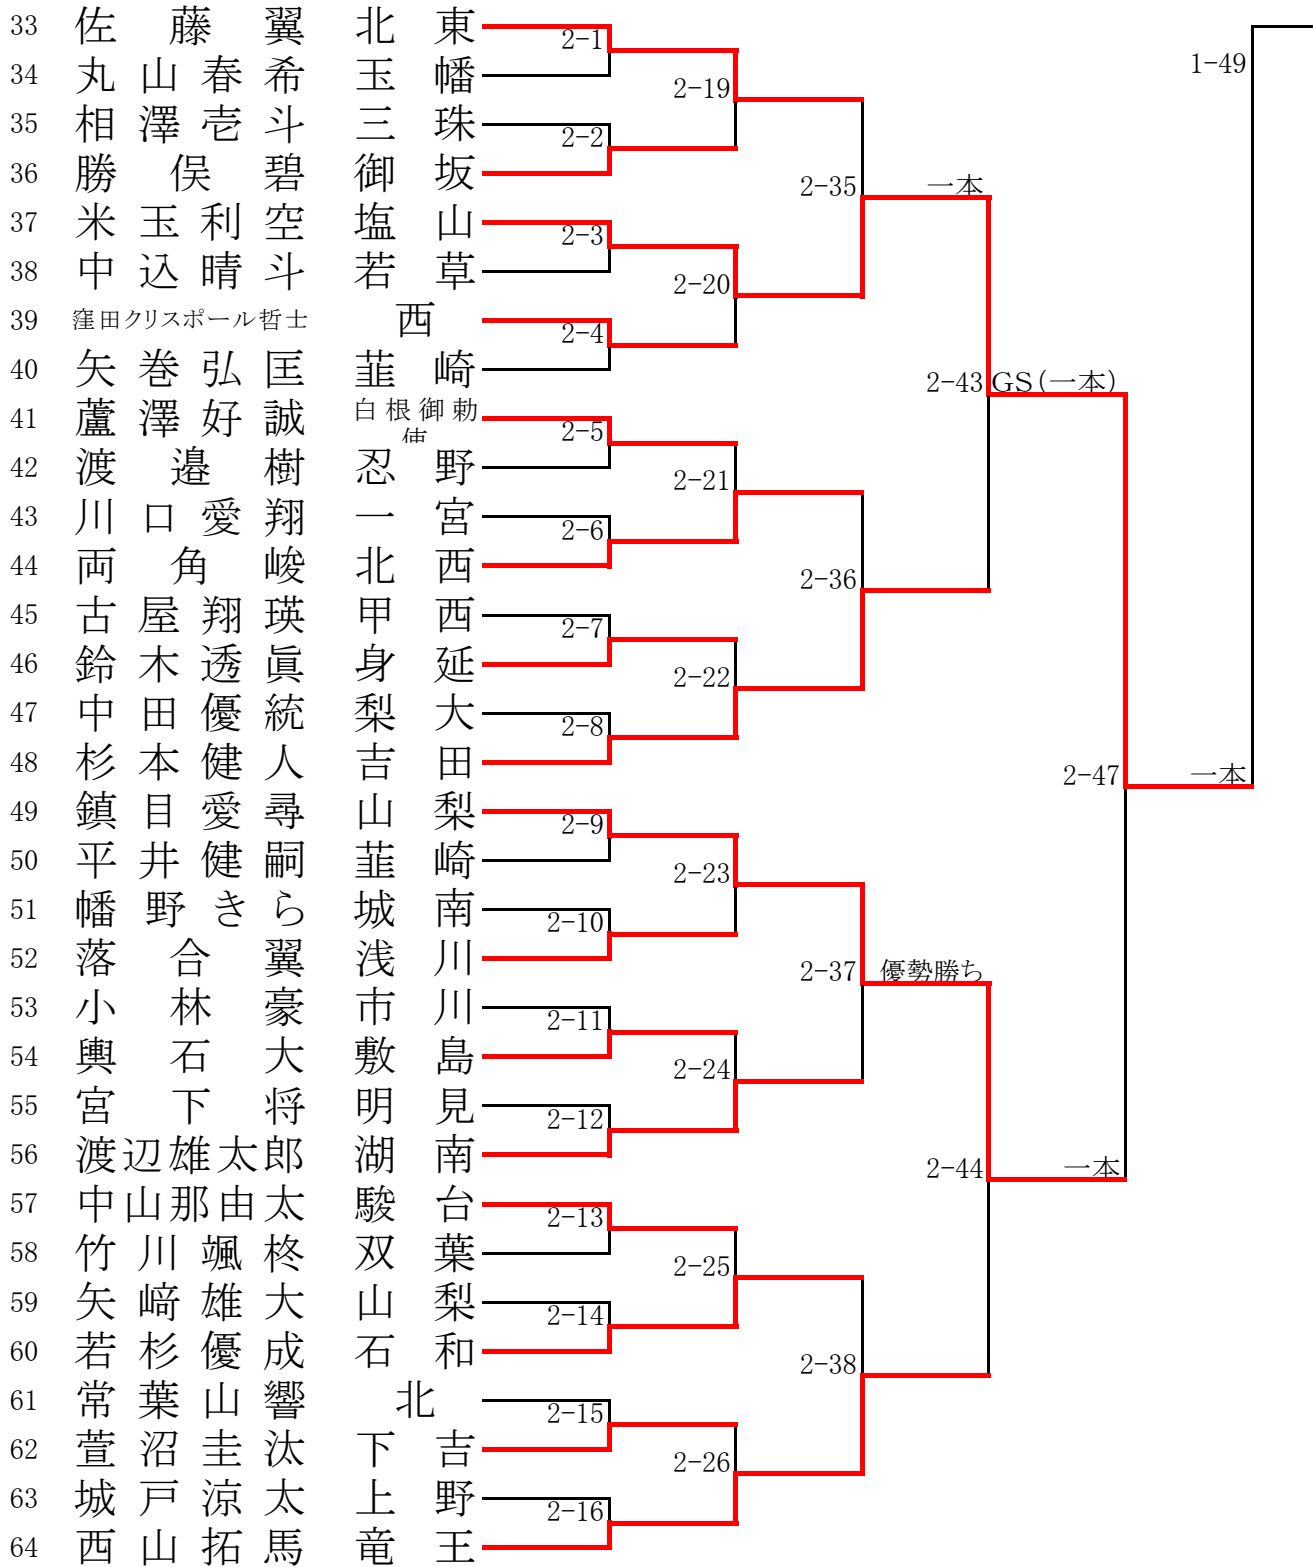 33 佐藤翼 北東
2-1
34 丸山春希 玉幡
1-49
2-19
35 相澤壱斗 三珠
2-2
36 勝俣碧 御坂
2-35 一本
37 米玉利空 塩山
2-3
38 中込晴斗 若草
2-20
39 窪田クリスポール哲士 西
2-4
40 矢巻弘匡 韮崎
2-43 GS(一本)
41 蘆澤好誠 白根御勅使
2-5
42 渡邉樹 忍野
2-21
43 川口愛翔 一宮
2-6
44 両角峻 北西
2-36
45 古屋翔瑛 甲西
2-7
46 鈴木透眞 身延
2-22
47 中田優統 梨大
2-8
48 杉本健人 吉田
2-47 一本
49 鎮目愛尋 山梨
2-9
50 平井健嗣 韮崎
2-23
51 幡野きら 城南
2-10
52 落合翼 浅川
2-37 優勢勝ち
53 小林豪 市川
2-11
54 輿石大 敷島
2-24
55 宮下将 明見
2-12
56 渡辺雄太郎 湖南
2-44 一本
57 中山那由太 駿台
2-13
58 竹川颯柊 双葉
2-25
59 矢﨑雄大 山梨
2-14
60 若杉優成 石和
2-38
61 常葉山響 北
2-15
62 萱沼圭汰 下吉
2-26
63 城戸涼太 上野
2-16
64 西山拓馬 竜王